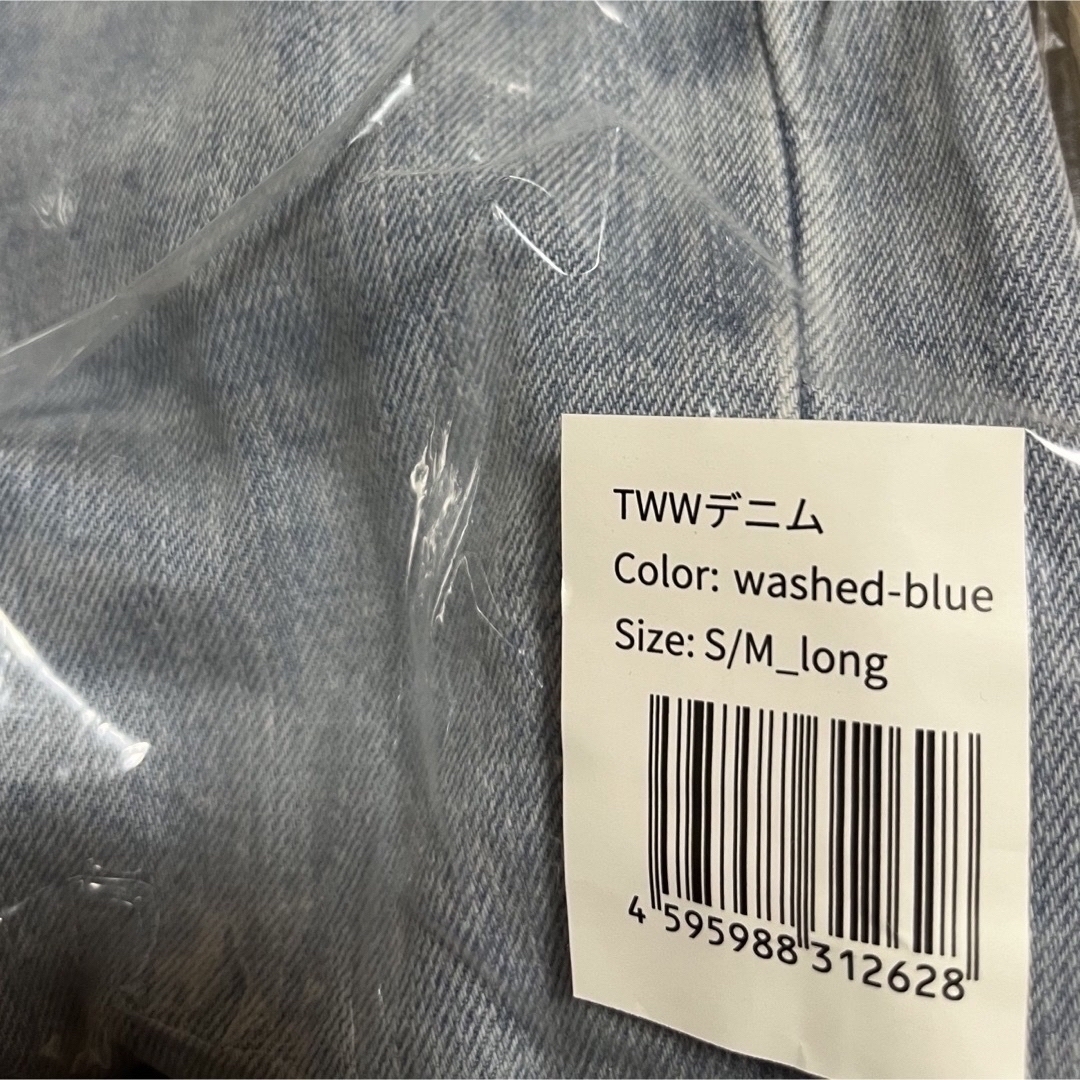 TWWデニム
Color: washed-blue
Size: S/M_long
4 595988 312628